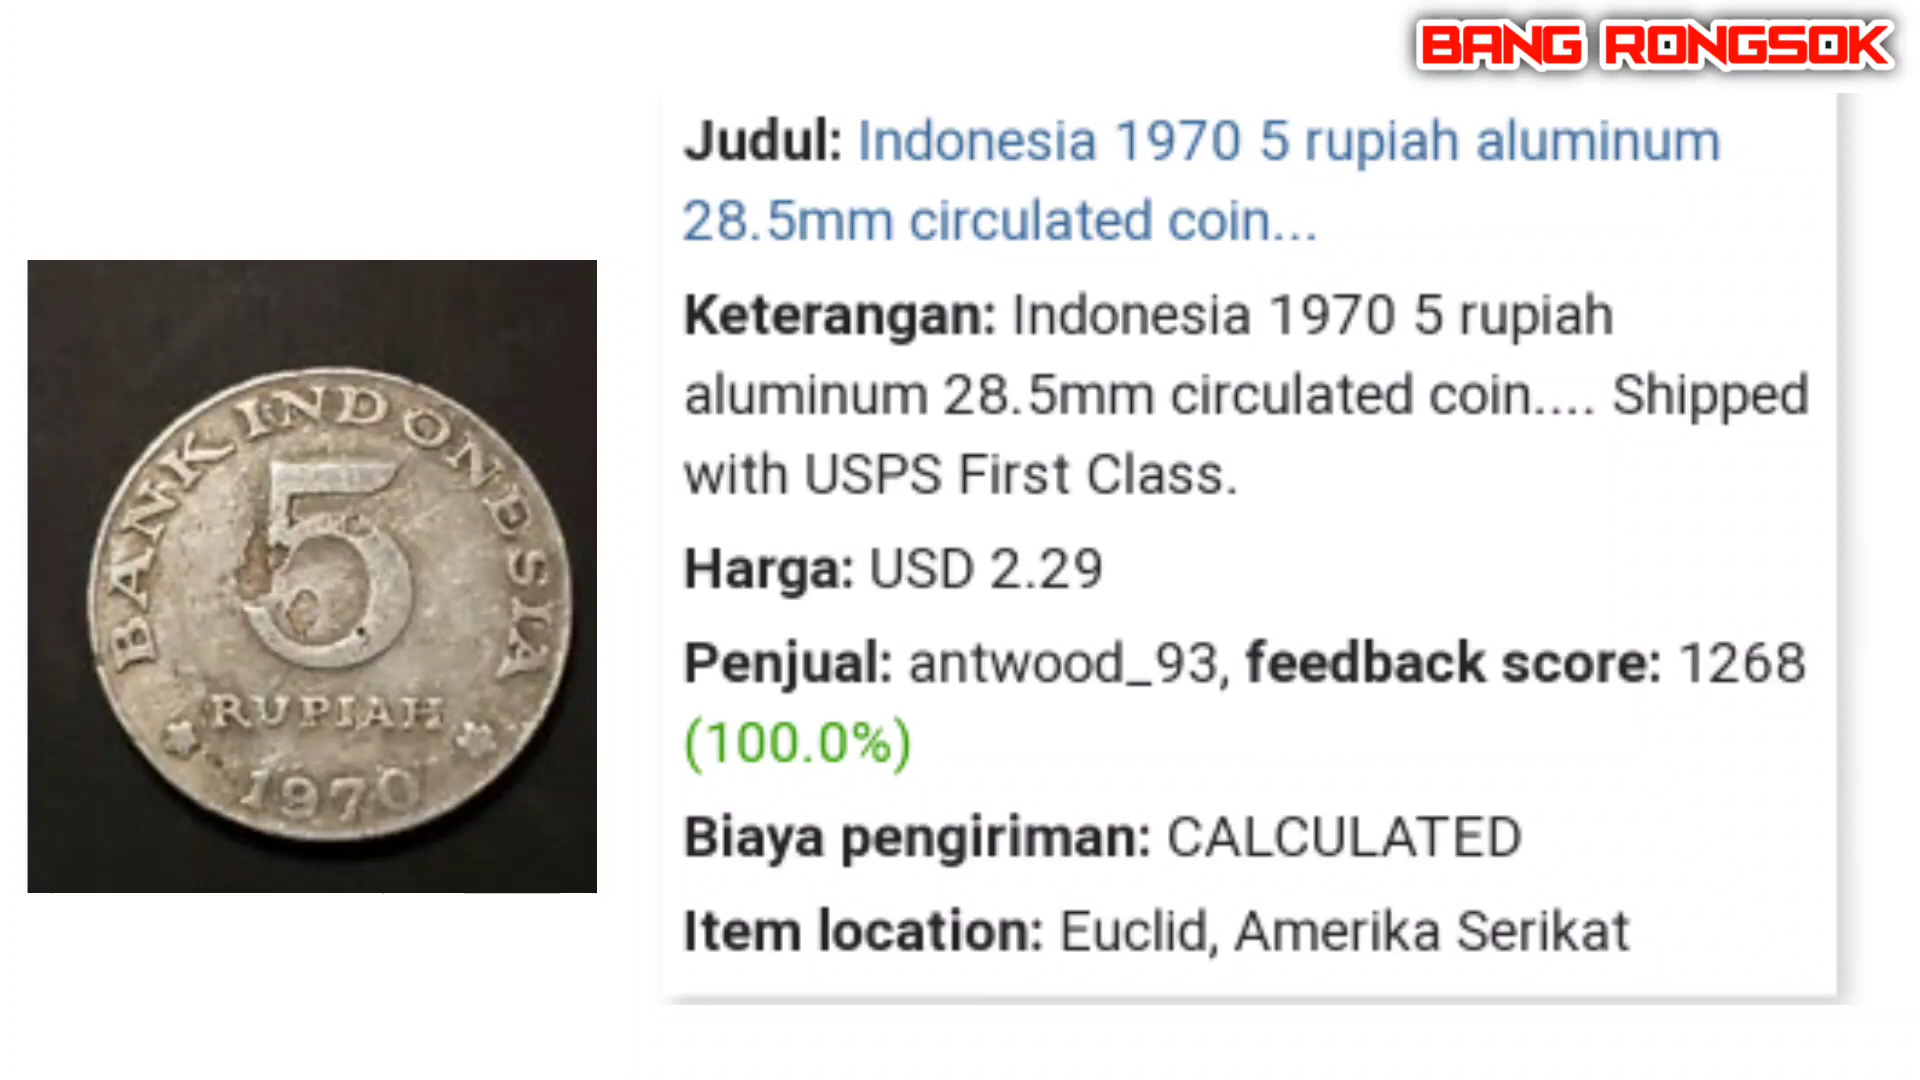 BANG RONGSOK
Judul: Indonesia 1970 5 rupiah aluminum
28.5mm circulated coin...
Keterangan: Indonesia 1970 5 rupiah
aluminum 28.5mm circulated coin.... Shipped
with USPS First Class.
Harga: USD 2.29
Penjual: antwood_93, feedback score: 1268
(100.0%)
Biaya pengiriman: CALCULATED
Item location: Euclid, Amerika Serikat
BANK INDONESIA
5
RUPIAH
1970